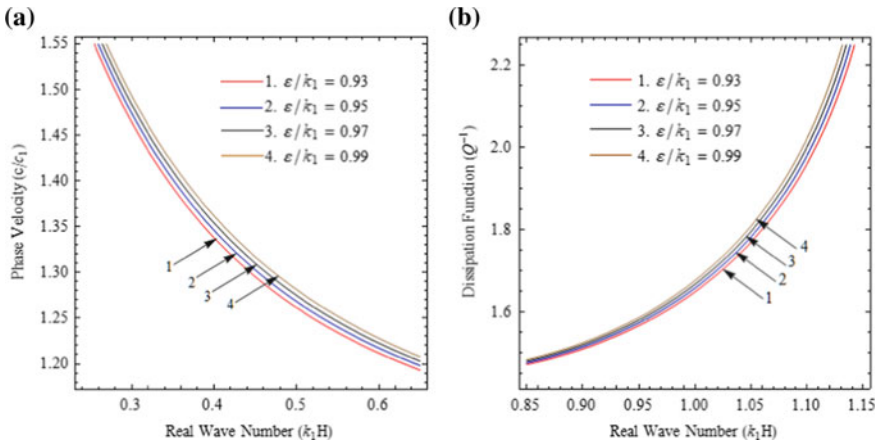 (a)
Phase Velocity (c/c₁)
1.55
1.50
1.45
1.40
1.35
1.30
1.25
1.20
1. ε/k₁ = 0.93
2. ε/k₁ = 0.95
3. ε/k₁ = 0.97
4. ε/k₁ = 0.99
1
2
3
4
0.3 0.4 0.5 0.6
Real Wave Number (k₁H)
(b)
Dissipation Function (Q⁻¹)
2.2
2.0
1.8
1.6
1. ε/k₁ = 0.93
2. ε/k₁ = 0.95
3. ε/k₁ = 0.97
4. ε/k₁ = 0.99
4
3
2
1
0.85 0.90 0.95 1.00 1.05 1.10 1.15
Real Wave Number (k₁H)